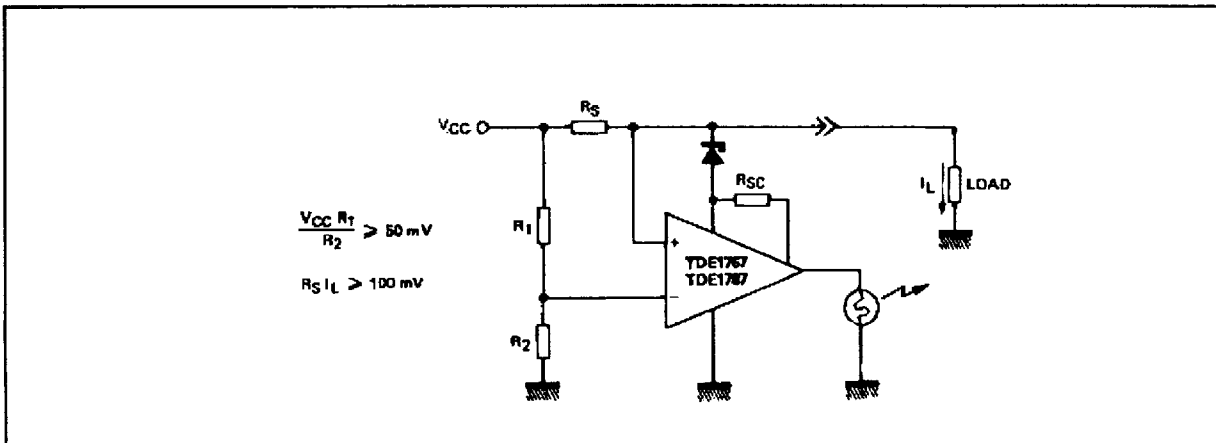 V_CC
R_S
R_SC
I_L LOAD
V_CC R_1 / R_2 ⩾ 50 mV
R_1
+
TDE1767
TDE1787
R_S I_L ⩾ 100 mV
−
R_2